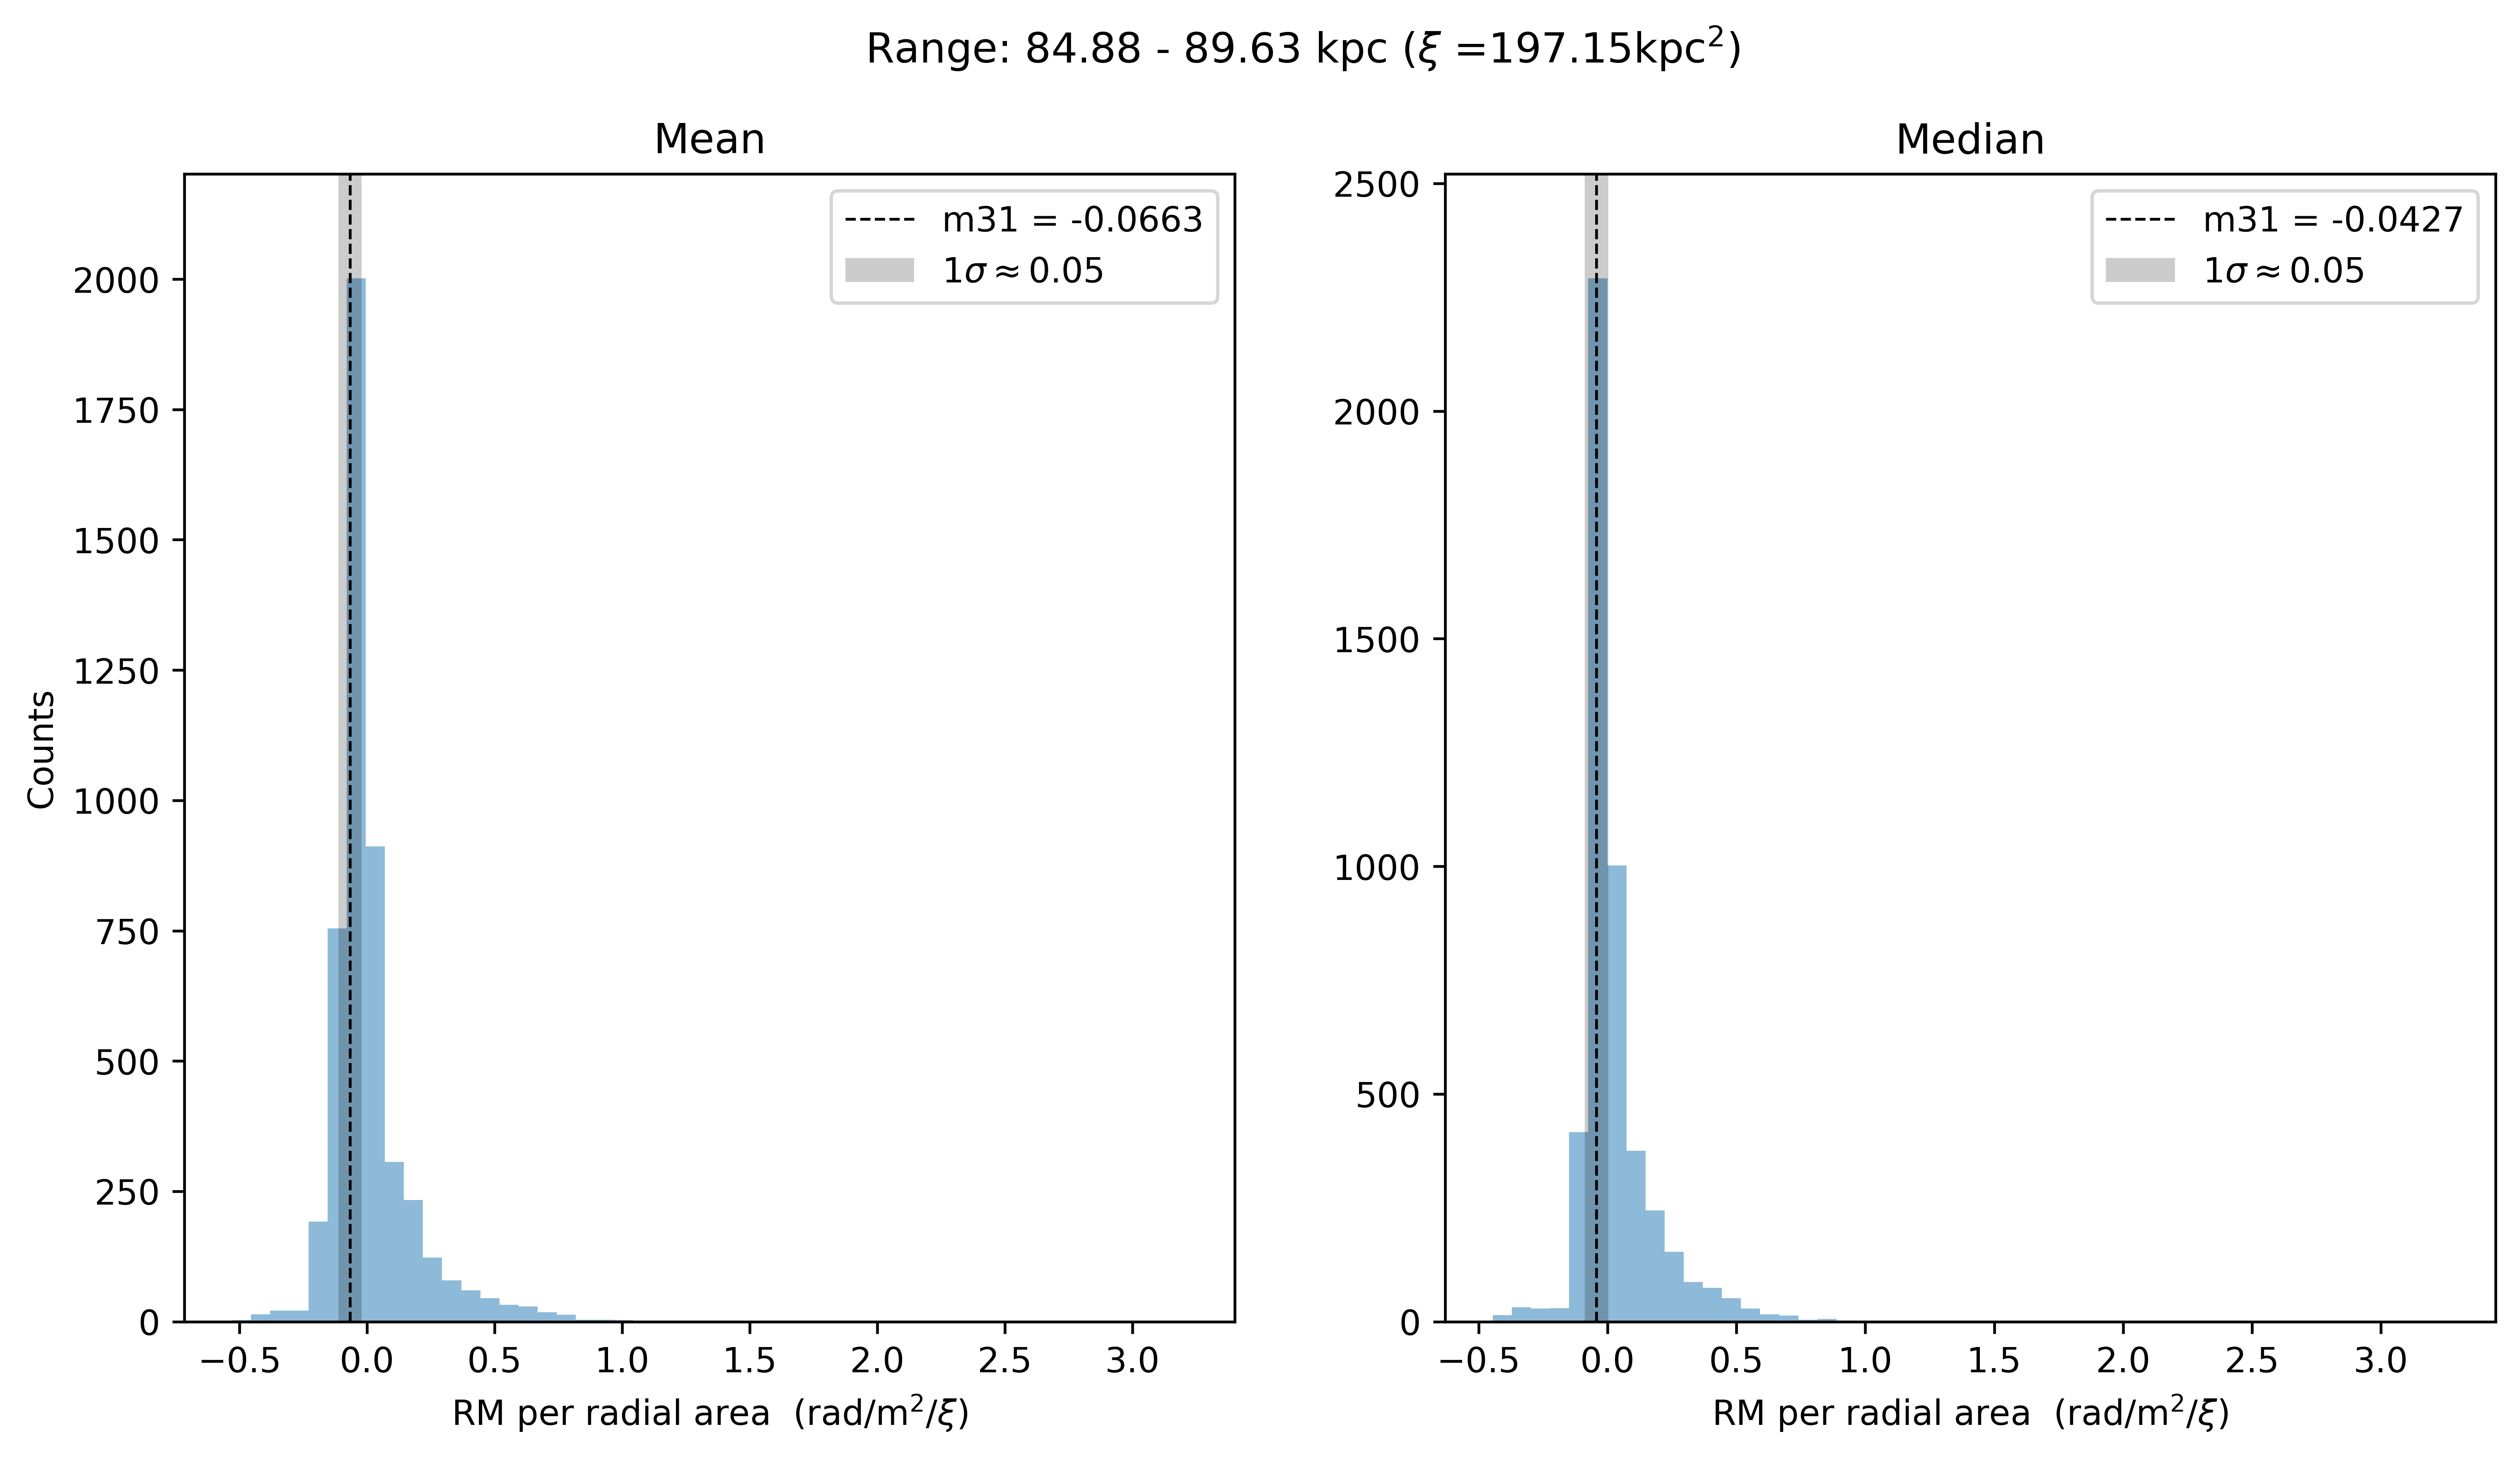 Range: 84.88 - 89.63 kpc (ξ =197.15kpc²)
Mean
m31 = -0.0663
1σ ≈ 0.05
2000
1750
1500
1250
1000
750
500
250
0
Counts
−0.5 0.0 0.5 1.0 1.5 2.0 2.5 3.0
RM per radial area (rad/m²/ξ)
Median
m31 = -0.0427
1σ ≈ 0.05
2500
2000
1500
1000
500
0
−0.5 0.0 0.5 1.0 1.5 2.0 2.5 3.0
RM per radial area (rad/m²/ξ)